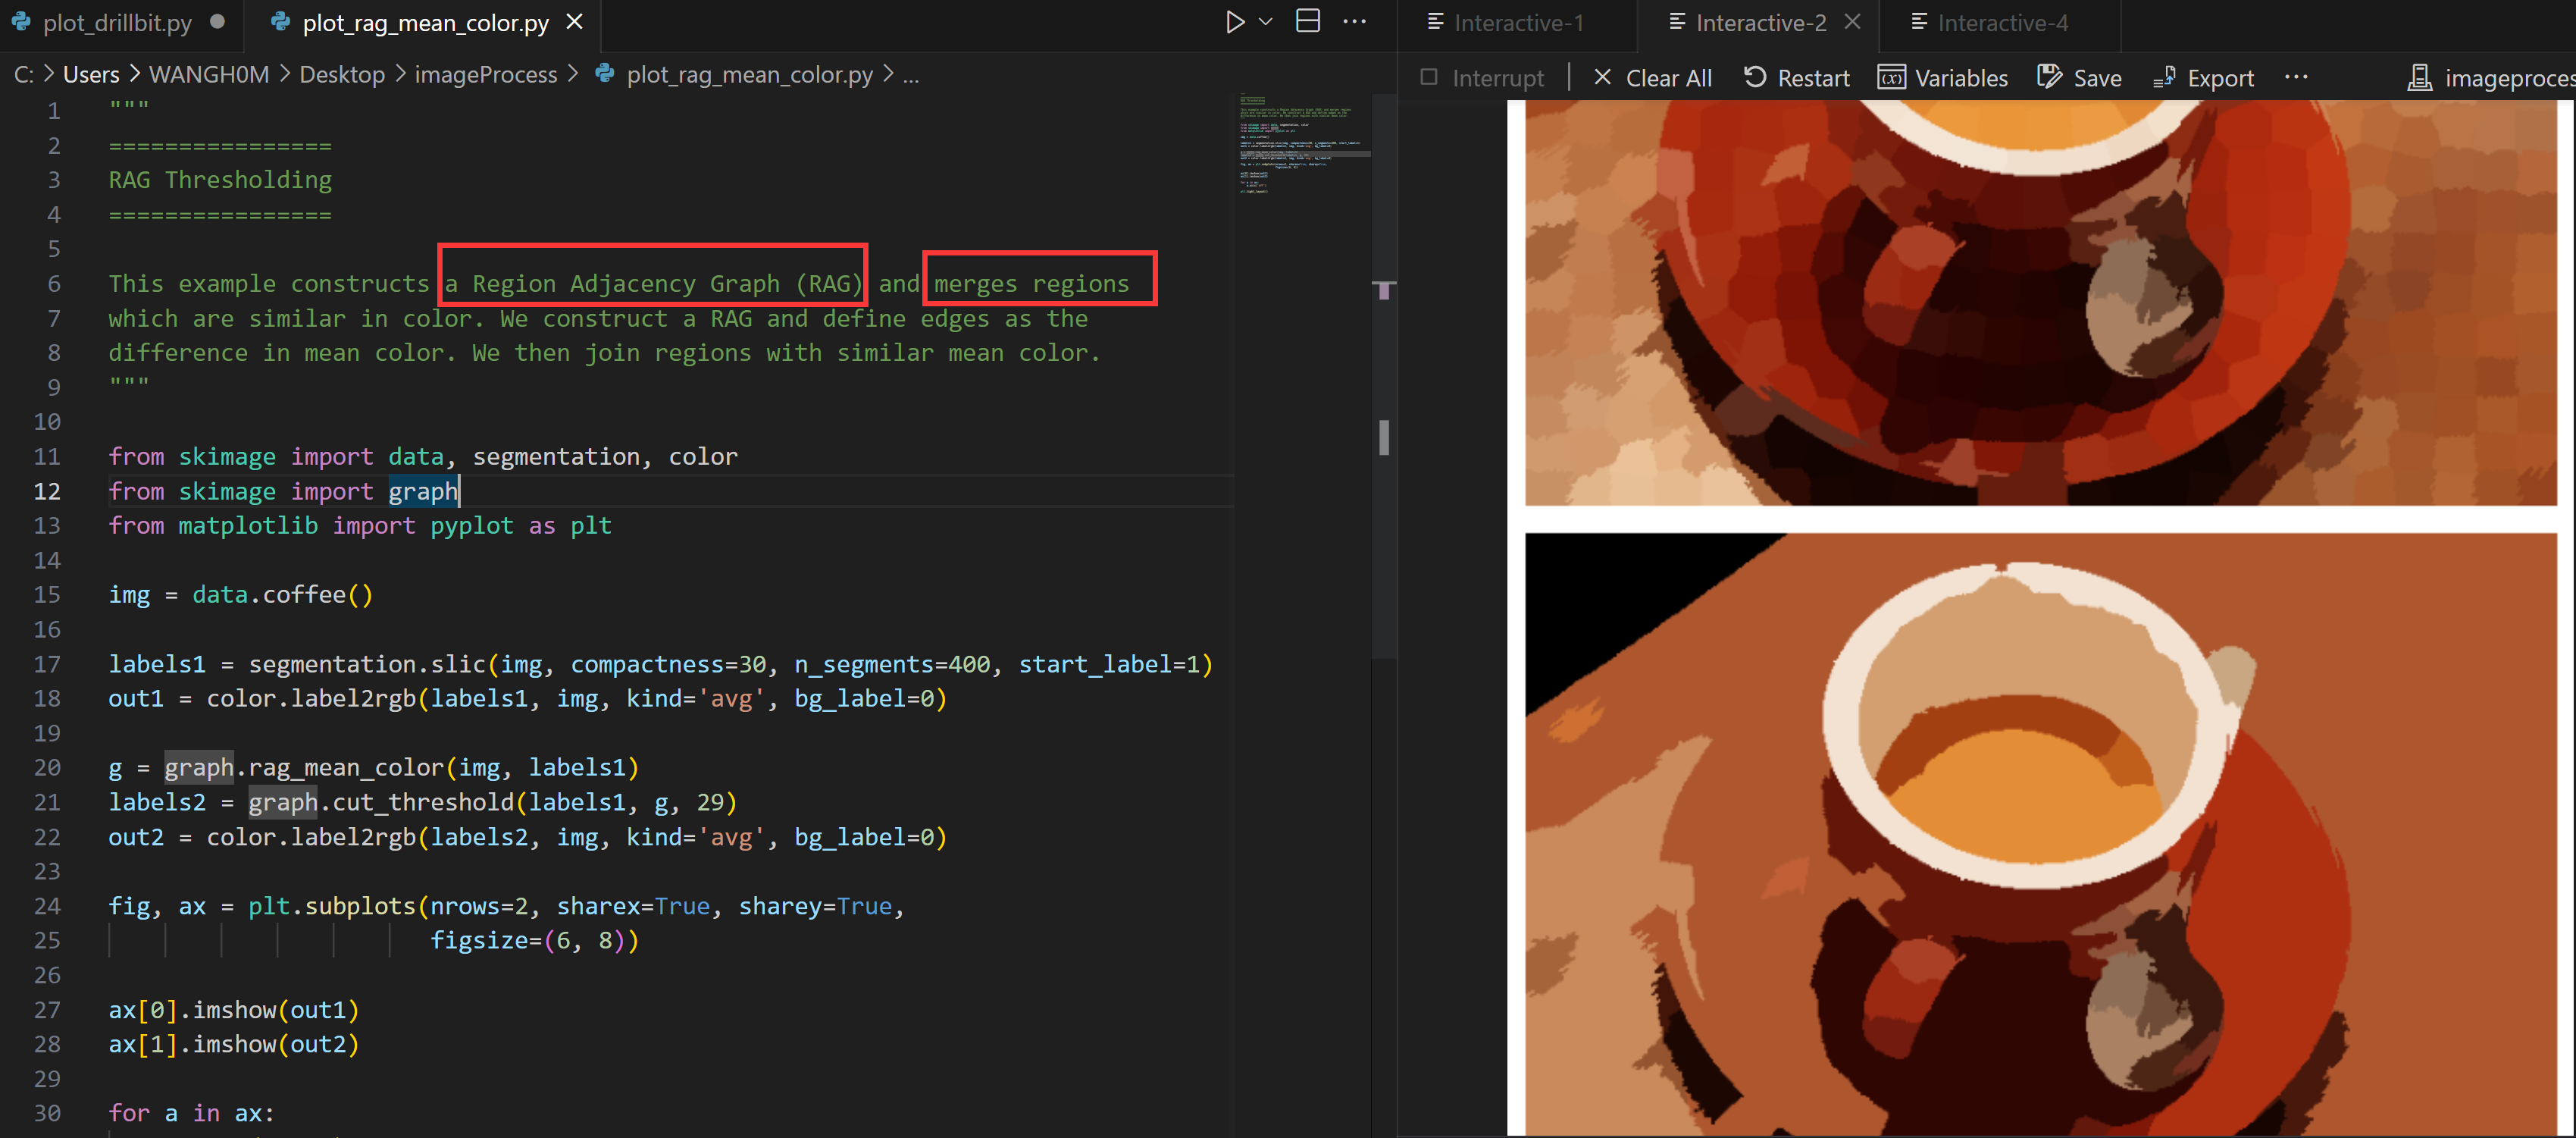 plot_drillbit.py
plot_rag_mean_color.py
C: > Users > WANGH0M > Desktop > imageProcess > plot_rag_mean_color.py > ...
1 """
2 ================
3 RAG Thresholding
4 ================
5
6 This example constructs a Region Adjacency Graph (RAG) and merges regions
7 which are similar in color. We construct a RAG and define edges as the
8 difference in mean color. We then join regions with similar mean color.
9 """
10
11 from skimage import data, segmentation, color
12 from skimage import graph
13 from matplotlib import pyplot as plt
14
15 img = data.coffee()
16
17 labels1 = segmentation.slic(img, compactness=30, n_segments=400, start_label=1)
18 out1 = color.label2rgb(labels1, img, kind='avg', bg_label=0)
19
20 g = graph.rag_mean_color(img, labels1)
21 labels2 = graph.cut_threshold(labels1, g, 29)
22 out2 = color.label2rgb(labels2, img, kind='avg', bg_label=0)
23
24 fig, ax = plt.subplots(nrows=2, sharex=True, sharey=True,
25 figsize=(6, 8))
26
27 ax[0].imshow(out1)
28 ax[1].imshow(out2)
29
30 for a in ax:
Interactive-1
Interactive-2
Interactive-4
Interrupt | Clear All Restart Variables Save Export ... imageproces